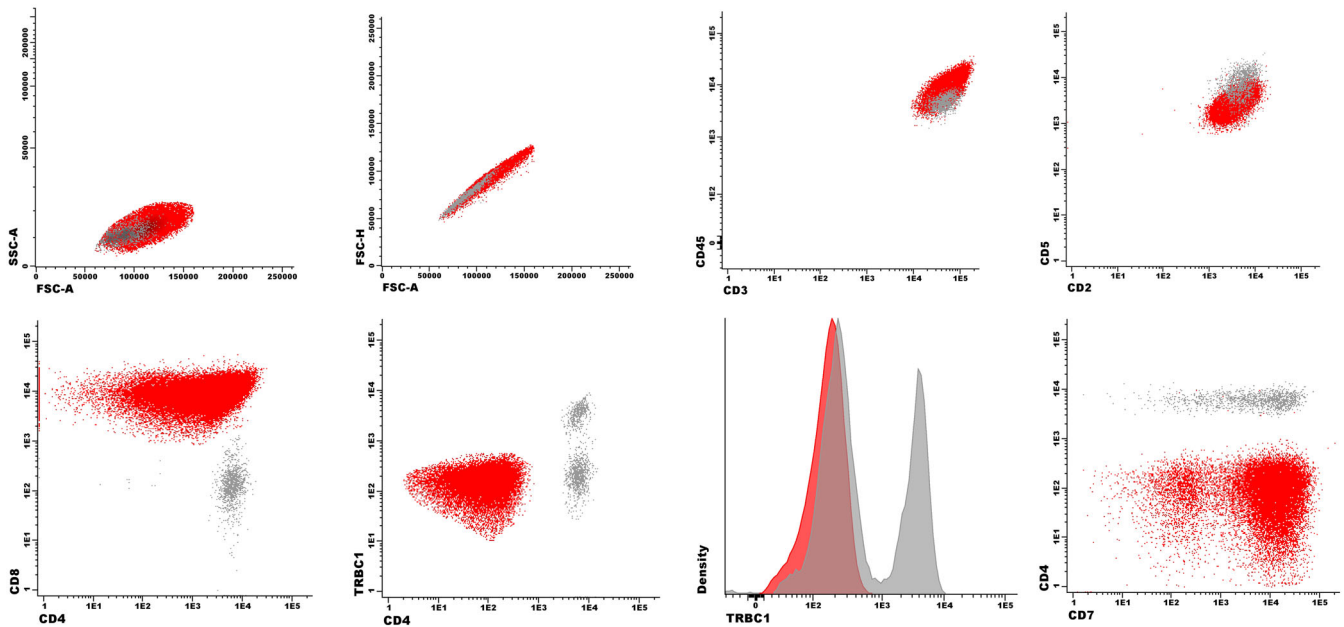 200000
100000
50000
0
SSC-A
0 50000 100000 150000 200000 250000
FSC-A
250000
200000
150000
100000
50000
0
FSC-H
0 50000 100000 150000 200000 250000
FSC-A
1E5
1E4
1E3
1E2
0
CD45
1 1E1 1E2 1E3 1E4 1E5
CD3
1E5
1E4
1E3
1E2
1E1
1
CD5
1 1E1 1E2 1E3 1E4 1E5
CD2
1E5
1E4
1E3
1E2
1E1
1
CD8
1 1E1 1E2 1E3 1E4 1E5
CD4
1E5
1E4
1E3
1E2
1E1
1
TRBC1
1 1E1 1E2 1E3 1E4 1E5
CD4
Density
0 1E2 1E3 1E4 1E5
TRBC1
1E5
1E4
1E3
1E2
1E1
1
CD4
1 1E1 1E2 1E3 1E4 1E5
CD7